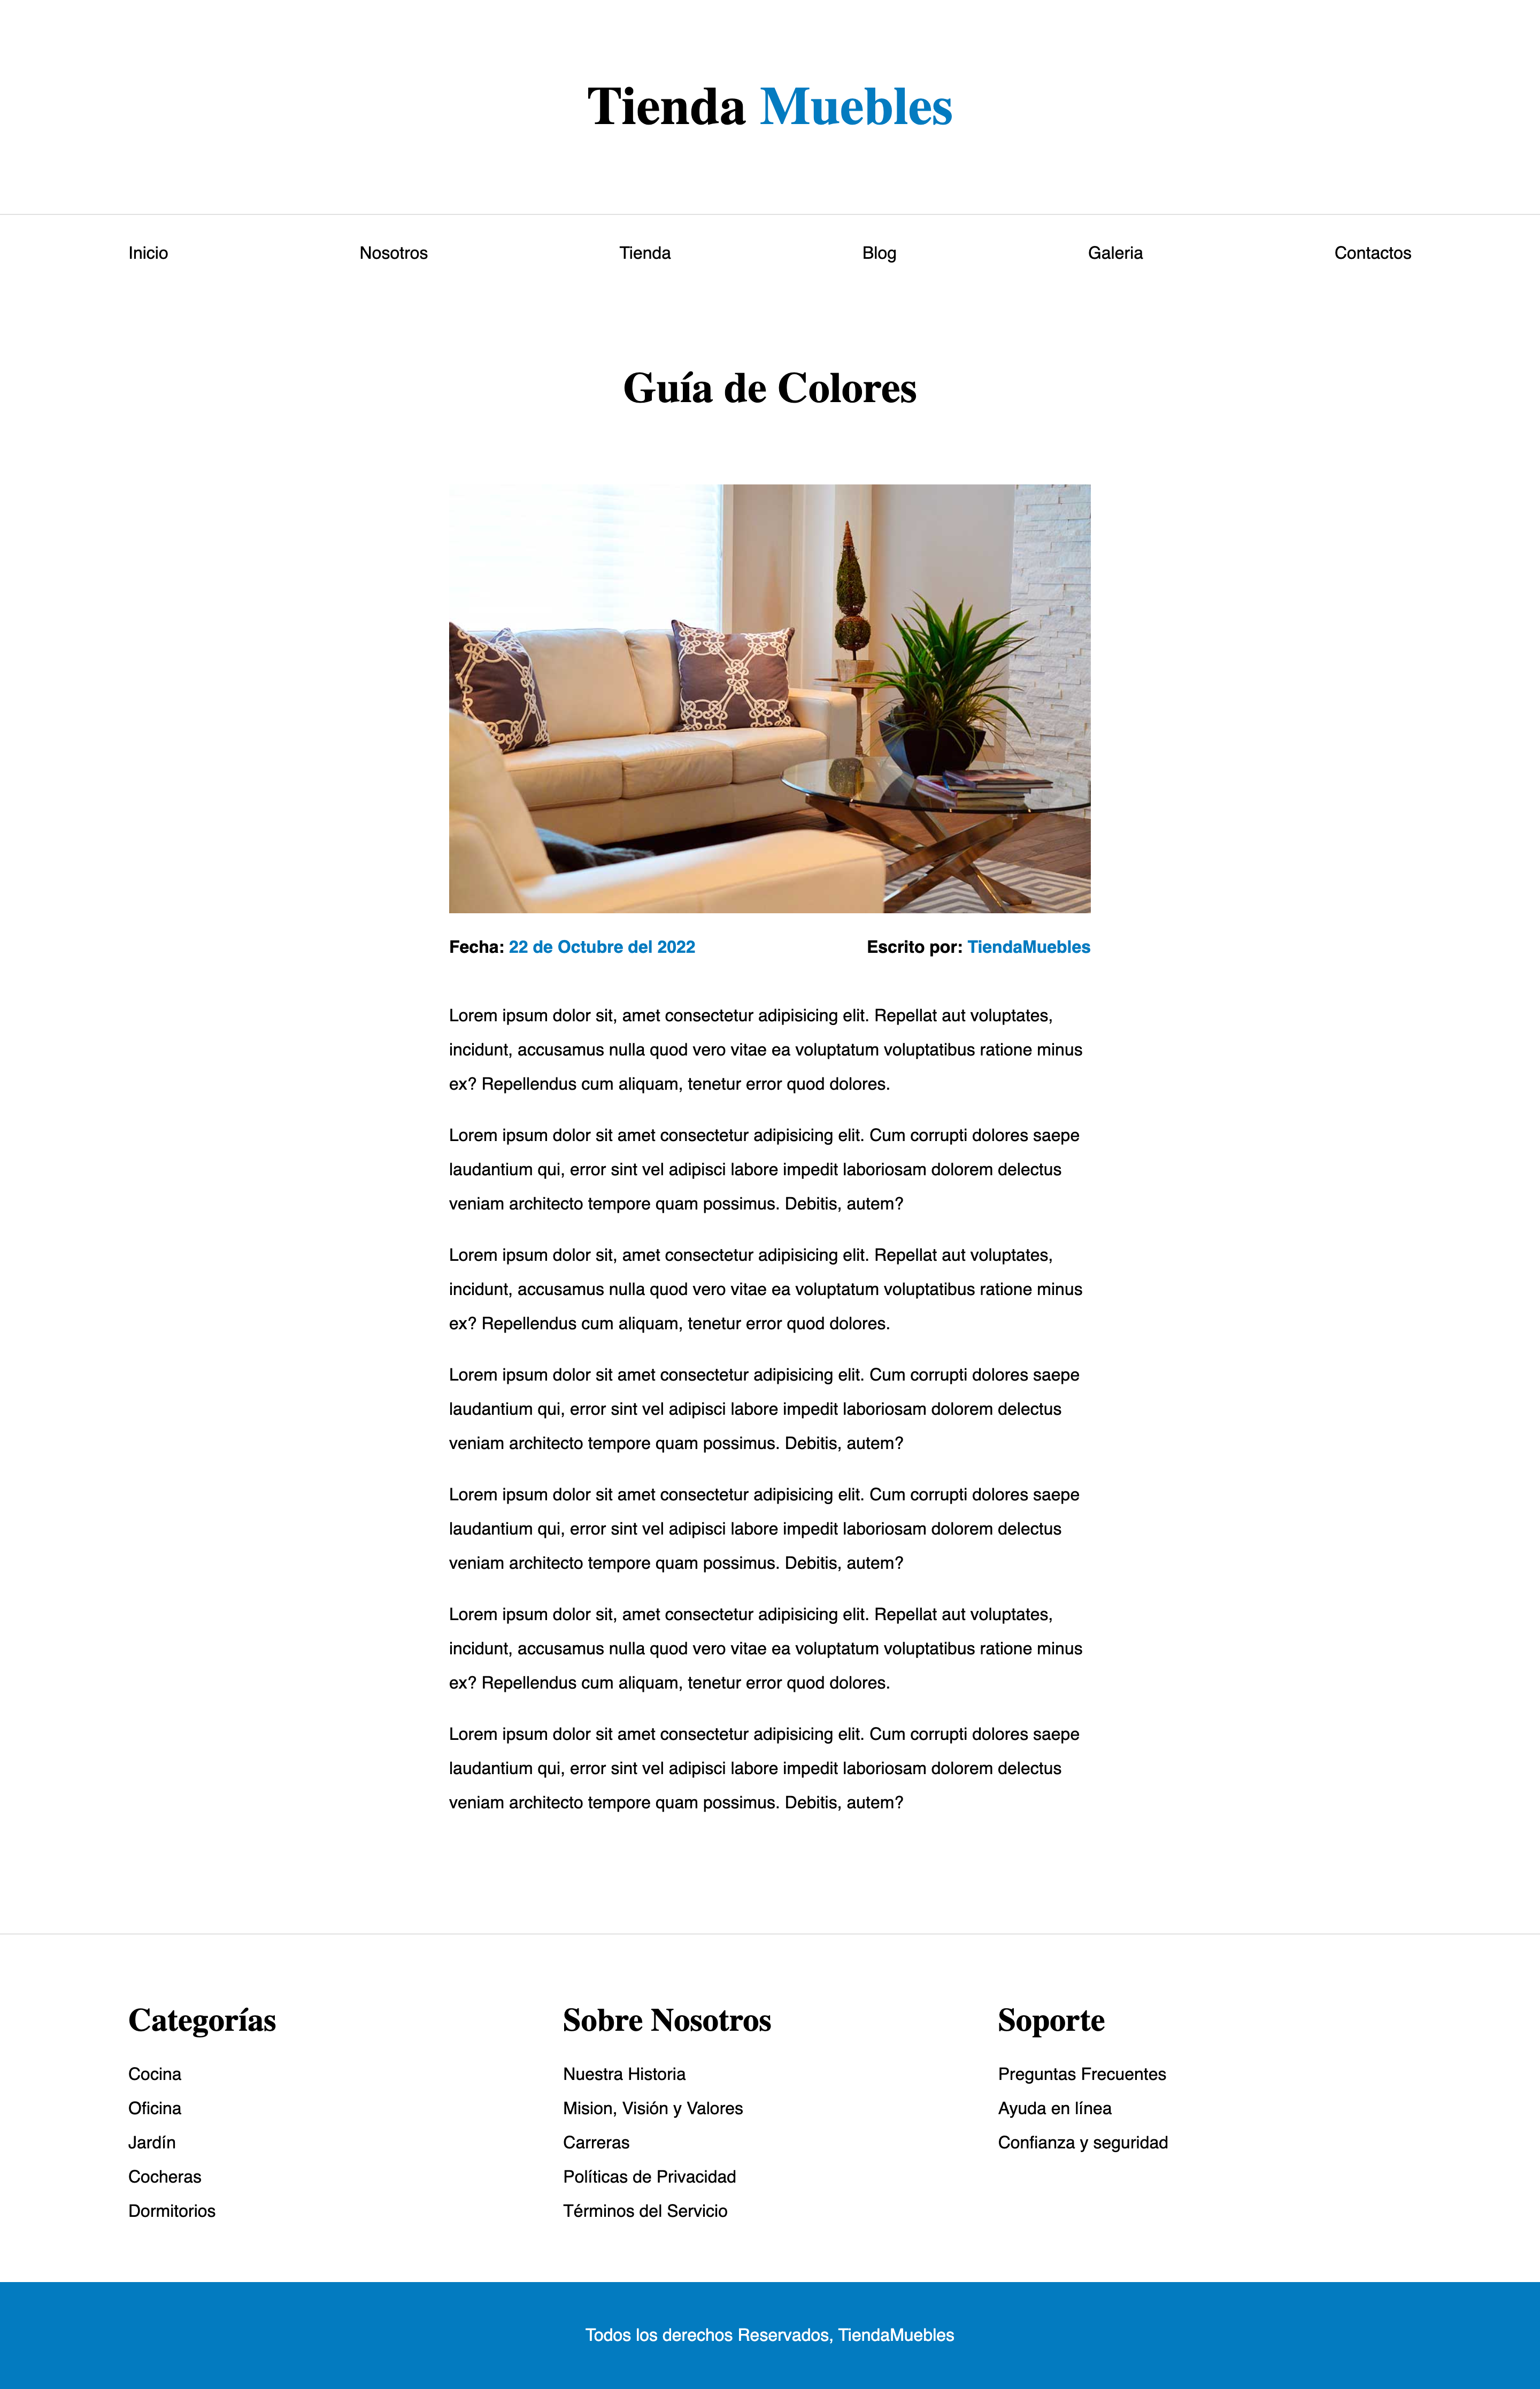 Tienda Muebles
Inicio Nosotros Tienda Blog Galeria Contactos
Guía de Colores
Fecha: 22 de Octubre del 2022 Escrito por: TiendaMuebles
Lorem ipsum dolor sit, amet consectetur adipisicing elit. Repellat aut voluptates,
incidunt, accusamus nulla quod vero vitae ea voluptatum voluptatibus ratione minus
ex? Repellendus cum aliquam, tenetur error quod dolores.
Lorem ipsum dolor sit amet consectetur adipisicing elit. Cum corrupti dolores saepe
laudantium qui, error sint vel adipisci labore impedit laboriosam dolorem delectus
veniam architecto tempore quam possimus. Debitis, autem?
Lorem ipsum dolor sit, amet consectetur adipisicing elit. Repellat aut voluptates,
incidunt, accusamus nulla quod vero vitae ea voluptatum voluptatibus ratione minus
ex? Repellendus cum aliquam, tenetur error quod dolores.
Lorem ipsum dolor sit amet consectetur adipisicing elit. Cum corrupti dolores saepe
laudantium qui, error sint vel adipisci labore impedit laboriosam dolorem delectus
veniam architecto tempore quam possimus. Debitis, autem?
Lorem ipsum dolor sit amet consectetur adipisicing elit. Cum corrupti dolores saepe
laudantium qui, error sint vel adipisci labore impedit laboriosam dolorem delectus
veniam architecto tempore quam possimus. Debitis, autem?
Lorem ipsum dolor sit, amet consectetur adipisicing elit. Repellat aut voluptates,
incidunt, accusamus nulla quod vero vitae ea voluptatum voluptatibus ratione minus
ex? Repellendus cum aliquam, tenetur error quod dolores.
Lorem ipsum dolor sit amet consectetur adipisicing elit. Cum corrupti dolores saepe
laudantium qui, error sint vel adipisci labore impedit laboriosam dolorem delectus
veniam architecto tempore quam possimus. Debitis, autem?
Categorías
Cocina
Oficina
Jardín
Cocheras
Dormitorios
Sobre Nosotros
Nuestra Historia
Mision, Visión y Valores
Carreras
Políticas de Privacidad
Términos del Servicio
Soporte
Preguntas Frecuentes
Ayuda en línea
Confianza y seguridad
Todos los derechos Reservados, TiendaMuebles